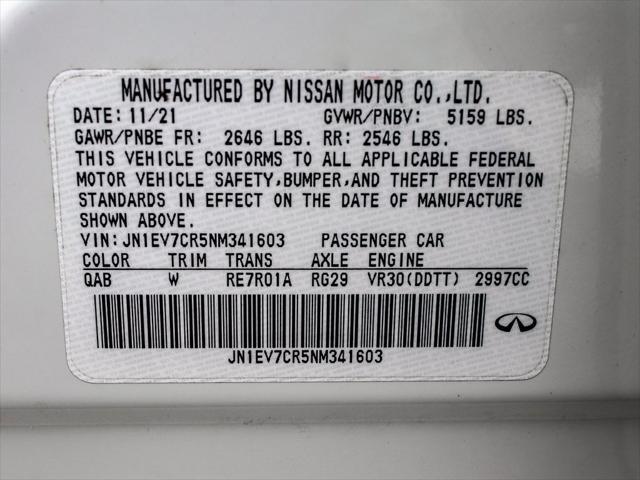 MANUFACTURED BY NISSAN MOTOR CO.,LTD.
DATE: 11/21 GVWR/PNBV: 5159 LBS.
GAWR/PNBE FR: 2646 LBS. RR: 2546 LBS.
THIS VEHICLE CONFORMS TO ALL APPLICABLE FEDERAL
MOTOR VEHICLE SAFETY,BUMPER,AND THEFT PREVENTION
STANDARDS IN EFFECT ON THE DATE OF MANUFACTURE
SHOWN ABOVE.
VIN:JN1EV7CR5NM341603 PASSENGER CAR
COLOR TRIM TRANS AXLE ENGINE
QAB W RE7R01A RG29 VR30(DDTT) 2997CC
JN1EV7CR5NM341603